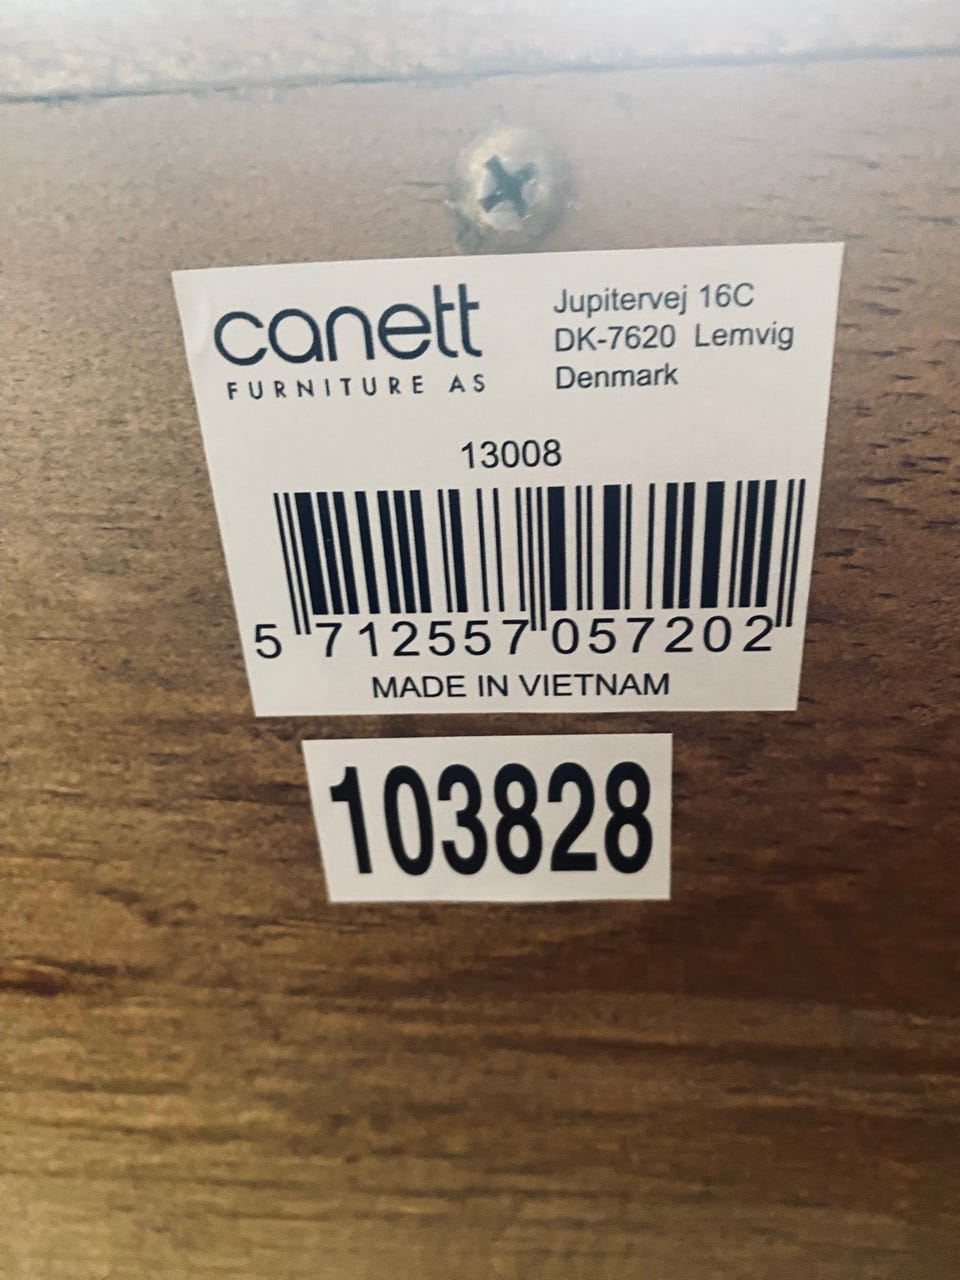 canett
FURNITURE AS
Jupitervej 16C
DK-7620 Lemvig
Denmark
13008
5 712557 057202
MADE IN VIETNAM
103828